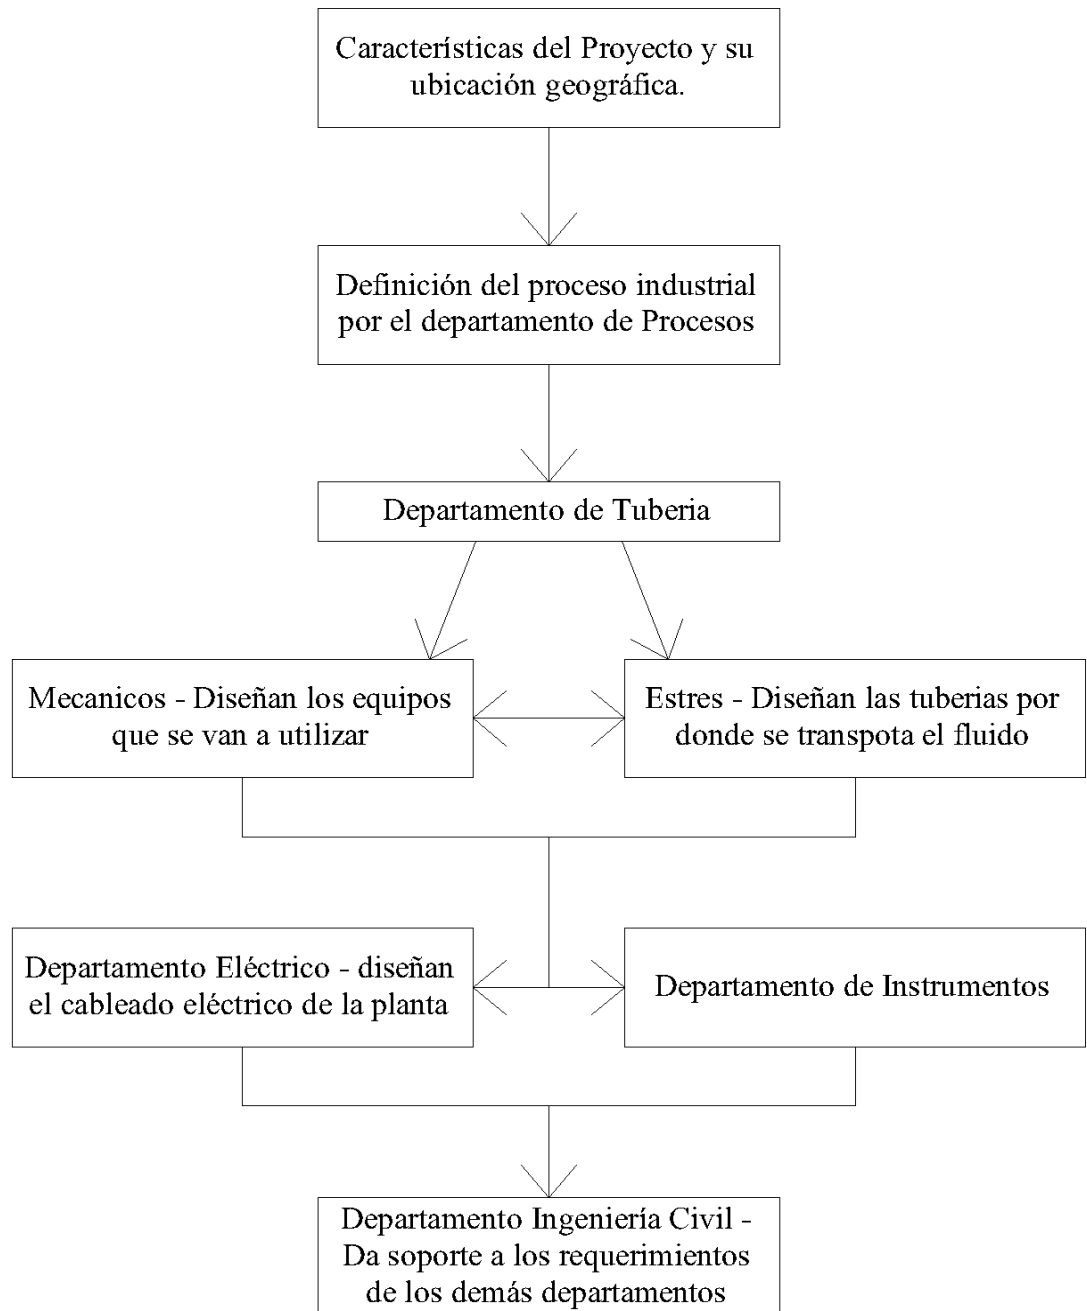 Características del Proyecto y su
ubicación geográfica.
Definición del proceso industrial
por el departamento de Procesos
Departamento de Tuberia
Mecanicos - Diseñan los equipos
que se van a utilizar
Estres - Diseñan las tuberias por
donde se transpota el fluido
Departamento Eléctrico - diseñan
el cableado eléctrico de la planta
Departamento de Instrumentos
Departamento Ingeniería Civil -
Da soporte a los requerimientos
de los demás departamentos